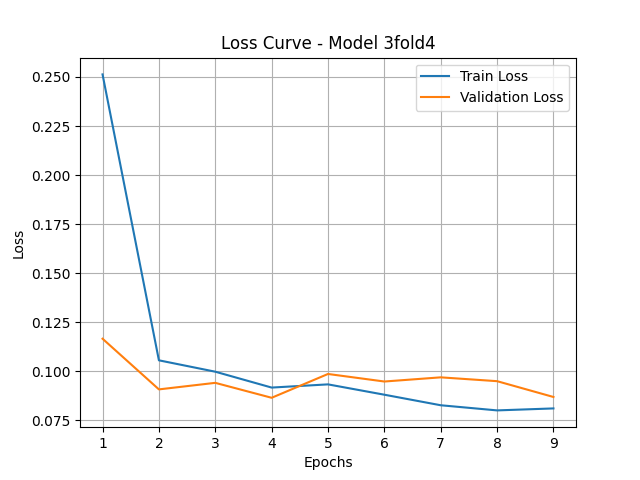 Loss Curve - Model 3fold4
Train Loss
Validation Loss
0.250
0.225
0.200
0.175
0.150
0.125
0.100
0.075
Loss
1 2 3 4 5 6 7 8 9
Epochs